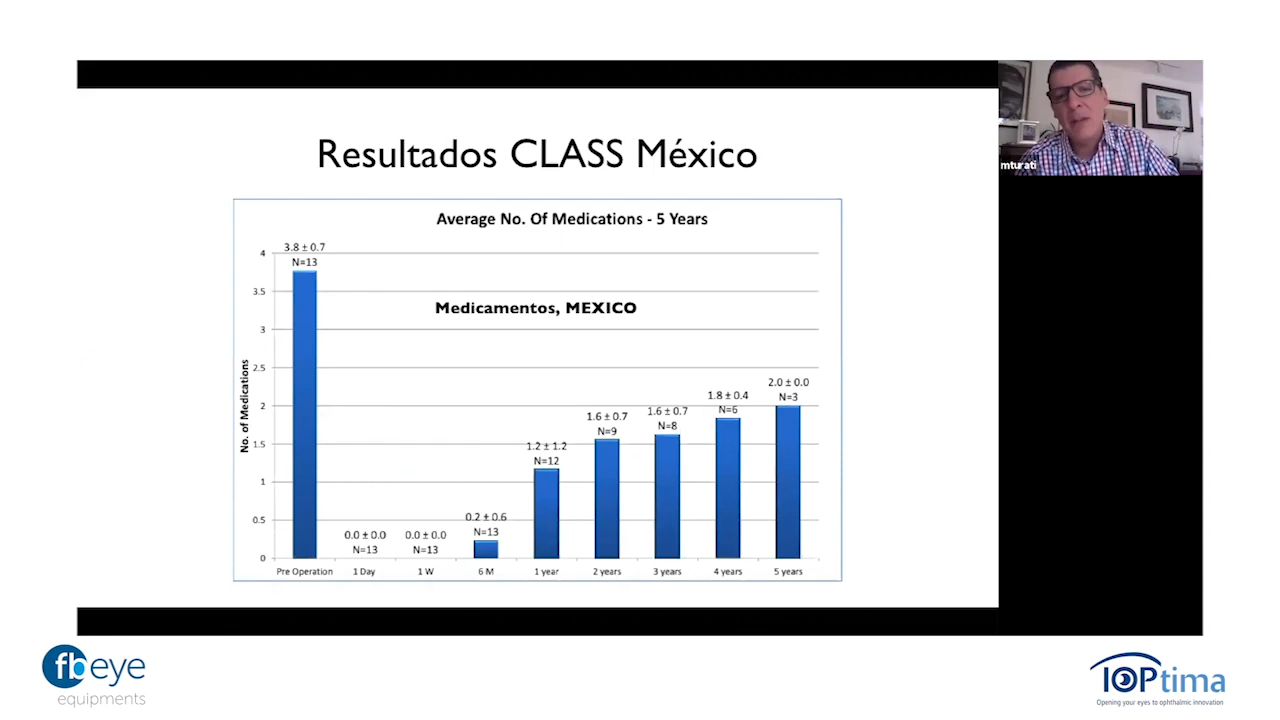 mturati
Resultados CLASS México
Average No. Of Medications - 5 Years
Medicamentos, MEXICO
No. of Medications
4
3.5
3
2.5
2
1.5
1
0.5
0
3.8 ± 0.7
N=13
0.0 ± 0.0
N=13
0.0 ± 0.0
N=13
0.2 ± 0.6
N=13
1.2 ± 1.2
N=12
1.6 ± 0.7
N=9
1.6 ± 0.7
N=8
1.8 ± 0.4
N=6
2.0 ± 0.0
N=3
Pre Operation
1 Day
1 W
6 M
1 year
2 years
3 years
4 years
5 years
fbeye
equipments
IOPtima
Opening your eyes to ophthalmic innovation